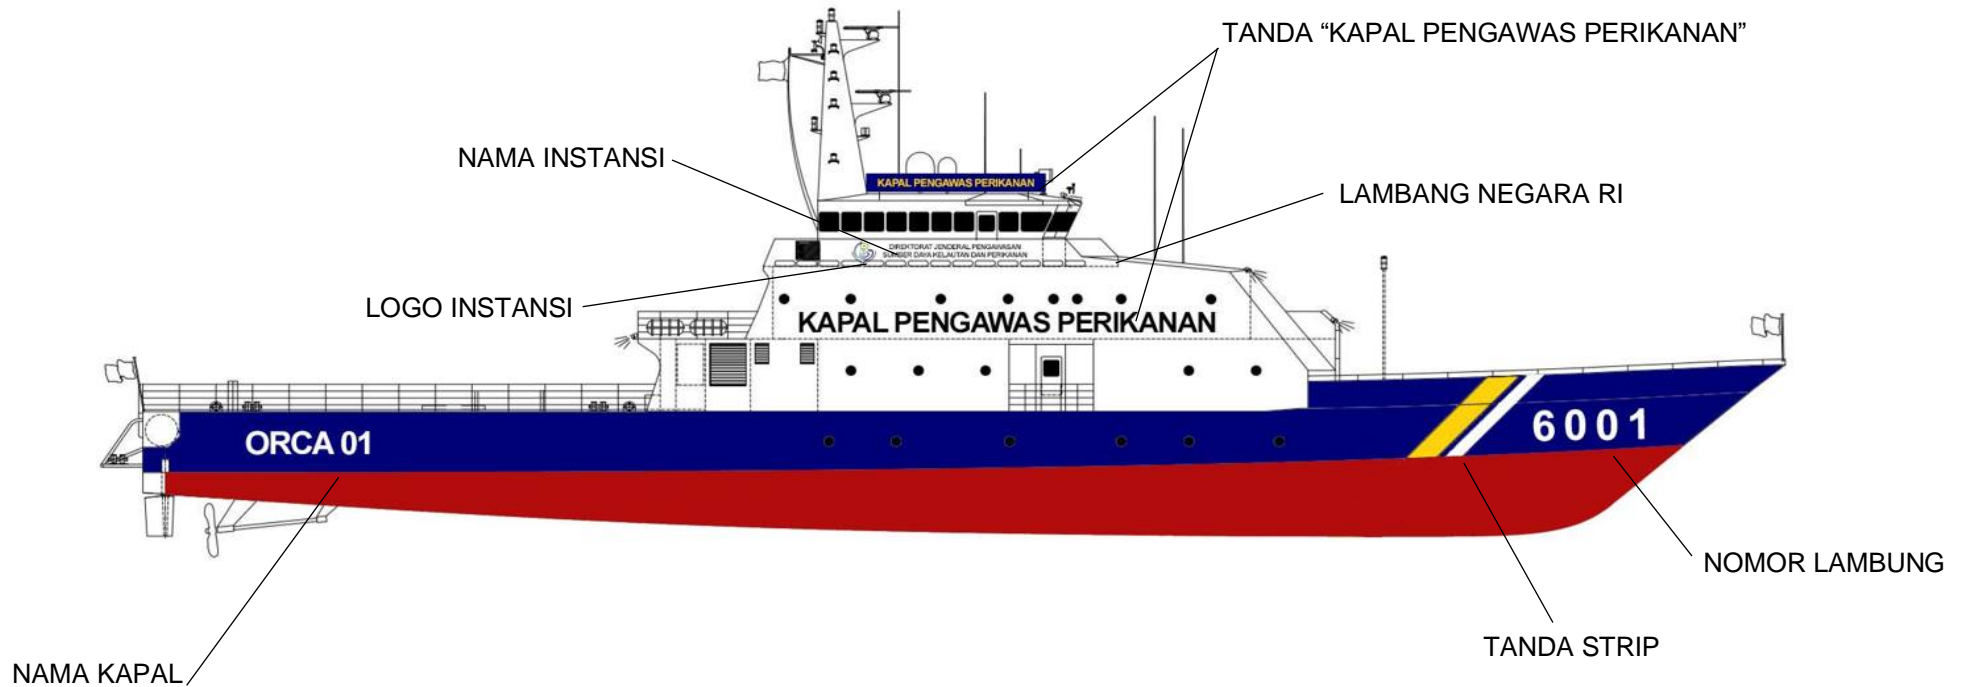 TANDA “KAPAL PENGAWAS PERIKANAN”
NAMA INSTANSI
KAPAL PENGAWAS PERIKANAN
LAMBANG NEGARA RI
DIREKTORAT JENDERAL PENGAWASAN
SUMBER DAYA KELAUTAN DAN PERIKANAN
LOGO INSTANSI
KAPAL PENGAWAS PERIKANAN
6001
ORCA 01
NOMOR LAMBUNG
TANDA STRIP
NAMA KAPAL